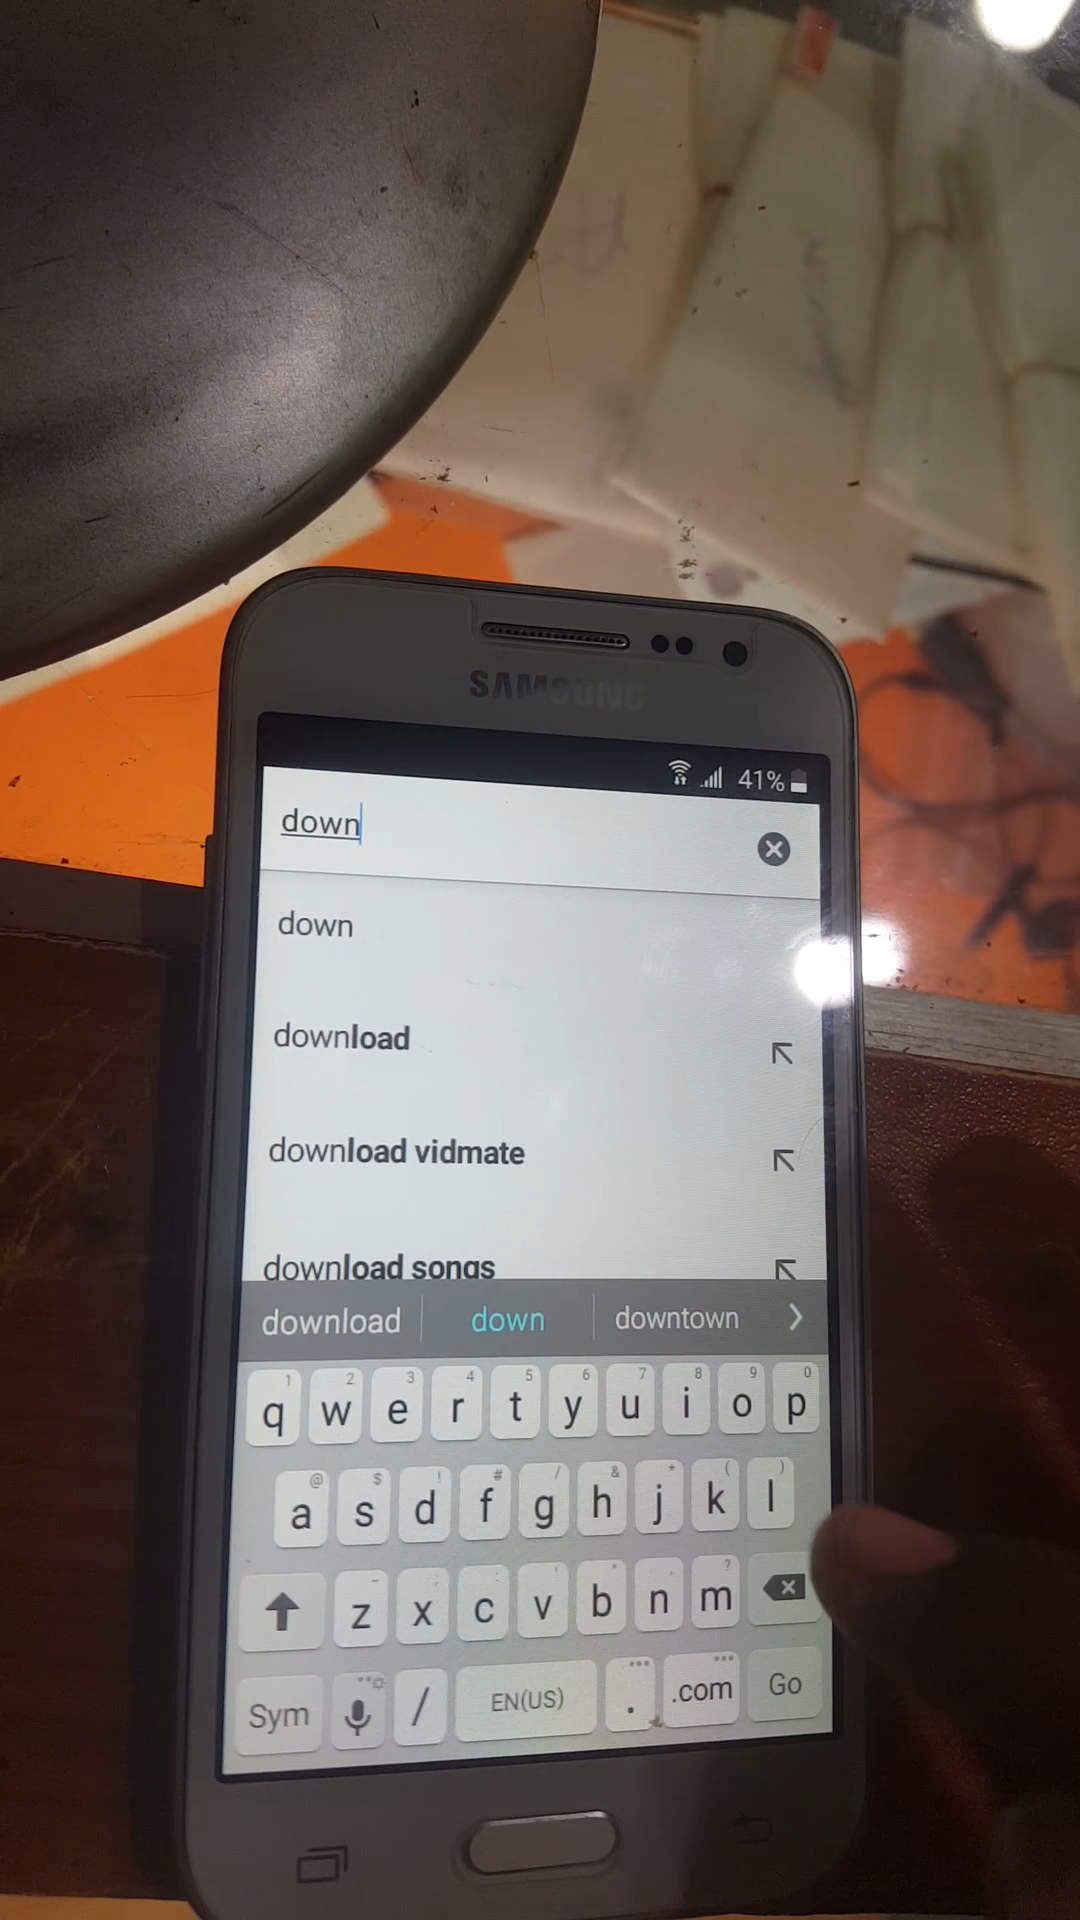 SAMSUNG
41%
down
down
download
download vidmate
download songs
download down downtown
1 2 3 4 5 6 7 8 9 0
q w e r t y u i o p
@ $ ! # / & * ( )
a s d f g h j k l
z x c v b n m ?
Sym / EN(US) . .com Go